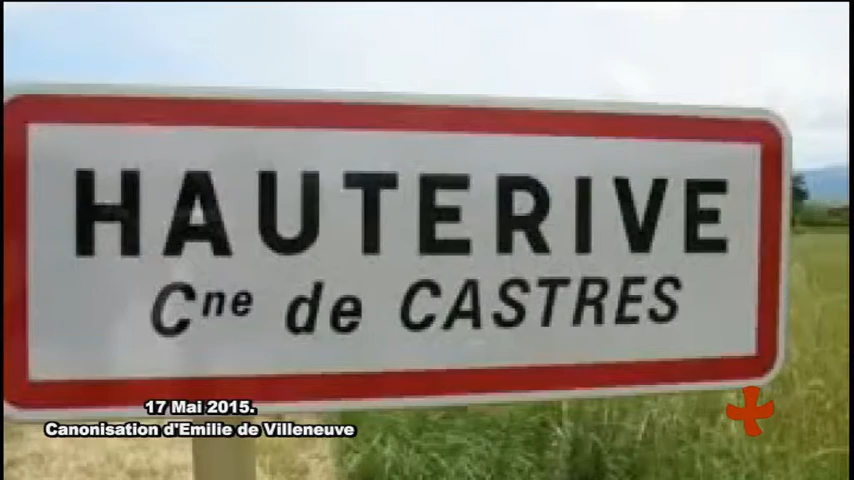 HAUTERIVE
Cne de CASTRES
17 Mai 2015.
Canonisation d'Emilie de Villeneuve